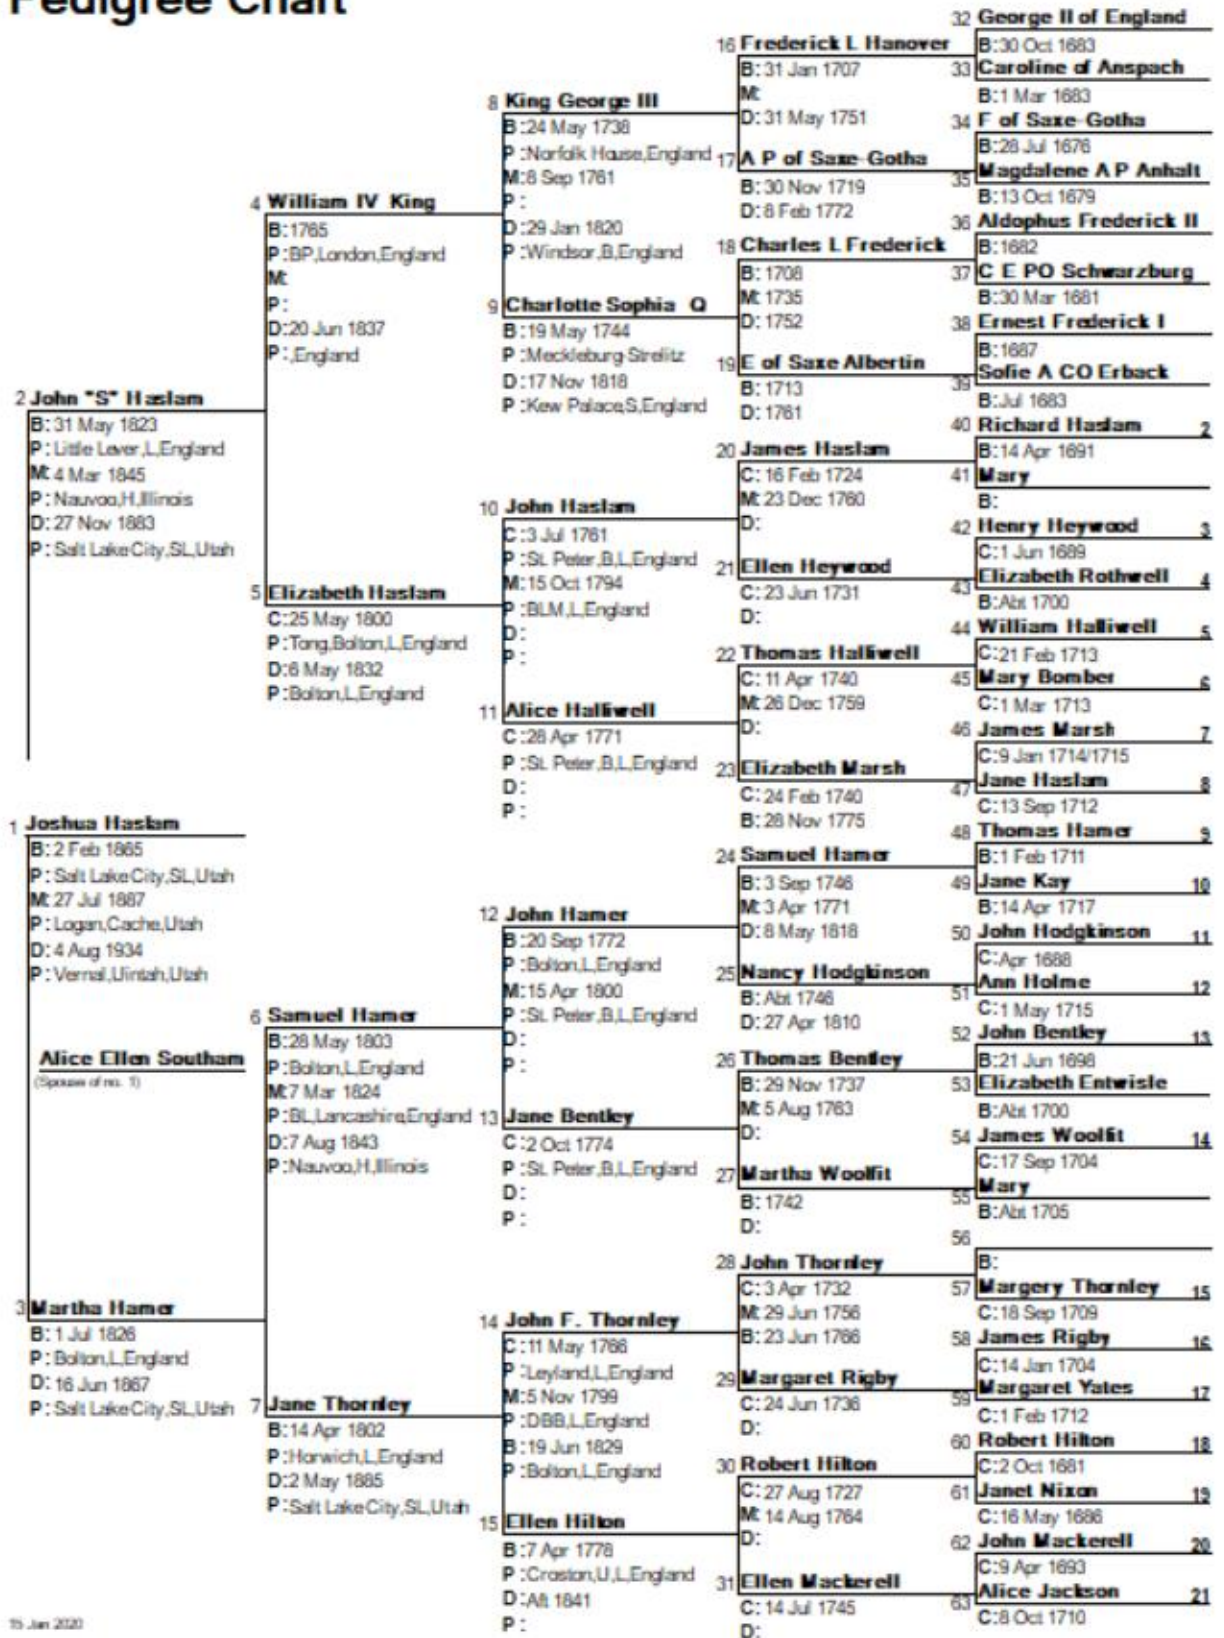 Pedigree Chart
1 Joshua Haslam
B: 2 Feb 1865
P: Salt Lake City,SL,Utah
M: 27 Jul 1887
P: Logan,Cache,Utah
D: 4 Aug 1934
P: Vernal,Uintah,Utah
Alice Ellen Southam
(Spouse of no. 1)
2 John "S" Haslam
B: 31 May 1823
P: Little Lever,L,England
M: 4 Mar 1845
P: Nauvoo,H,Illinois
D: 27 Nov 1883
P: Salt Lake City,SL,Utah
3 Martha Hamer
B: 1 Jul 1826
P: Bolton,L,England
D: 16 Jun 1867
P: Salt Lake City,SL,Utah
4 William IV King
B:1765
P:BP,London,England
M:
P:
D:20 Jun 1837
P:,England
5 Elizabeth Haslam
C:25 May 1800
P:Tong,Bolton,L,England
D:6 May 1832
P:Bolton,L,England
6 Samuel Hamer
B:28 May 1803
P:Bolton,L,England
M:7 Mar 1824
P:BL,Lancashire,England
D:7 Aug 1843
P:Nauvoo,H,Illinois
7 Jane Thornley
B:14 Apr 1802
P:Horwich,L,England
D:2 May 1885
P:Salt Lake City,SL,Utah
8 King George III
B:24 May 1738
P:Norfolk House,England
M:8 Sep 1761
P:
D:29 Jan 1820
P:Windsor,B,England
9 Charlotte Sophia Q
B:19 May 1744
P:Meckleburg-Strelitz
D:17 Nov 1818
P:Kew Palace,S,England
10 John Haslam
C:3 Jul 1761
P:St. Peter,B,L,England
M:15 Oct 1794
P:BLM,L,England
D:
P:
11 Alice Halliwell
C:28 Apr 1771
P:St. Peter,B,L,England
D:
P:
12 John Hamer
B:20 Sep 1772
P:Bolton,L,England
M:15 Apr 1800
P:St. Peter,B,L,England
D:
P:
13 Jane Bentley
C:2 Oct 1774
P:St. Peter,B,L,England
D:
P:
14 John F. Thornley
C:11 May 1766
P:Leyland,L,England
M:5 Nov 1799
P:DBB,L,England
B:19 Jun 1829
P:Bolton,L,England
15 Ellen Hilton
B:7 Apr 1778
P:Croston,U,L,England
D:Aft 1841
P:
16 Frederick L Hanover
B: 31 Jan 1707
M:
D: 31 May 1751
17 A P of Saxe-Gotha
B: 30 Nov 1719
D: 8 Feb 1772
18 Charles L Frederick
B: 1708
M: 1735
D: 1752
19 E of Saxe Albertin
B: 1713
D: 1761
20 James Haslam
C: 16 Feb 1724
M: 23 Dec 1760
D:
21 Ellen Heywood
C: 23 Jun 1731
D:
22 Thomas Halliwell
C: 11 Apr 1740
M: 26 Dec 1759
D:
23 Elizabeth Marsh
C: 24 Feb 1740
B: 28 Nov 1775
24 Samuel Hamer
B: 3 Sep 1746
M: 3 Apr 1771
D: 8 May 1818
25 Nancy Hodgkinson
B: Abt 1746
D: 27 Apr 1810
26 Thomas Bentley
B: 29 Nov 1737
M: 5 Aug 1763
D:
27 Martha Woolfit
B: 1742
D:
28 John Thornley
C: 3 Apr 1732
M: 29 Jun 1756
B: 23 Jun 1766
29 Margaret Rigby
C: 24 Jun 1736
D:
30 Robert Hilton
C: 27 Aug 1727
M: 14 Aug 1764
D:
31 Ellen Mackerell
C: 14 Jul 1745
D:
32 George II of England
B:30 Oct 1683
33 Caroline of Anspach
B:1 Mar 1683
34 F of Saxe-Gotha
B:28 Jul 1676
35 Magdalene A P Anhalt
B:13 Oct 1679
36 Aldophus Frederick II
B:1682
37 C E PO Schwarzburg
B:30 Mar 1681
38 Ernest Frederick I
B:1687
39 Sofie A CO Erback
B:Jul 1683
40 Richard Haslam 2
B:14 Apr 1691
41 Mary
B:
42 Henry Heywood 3
C:1 Jun 1689
43 Elizabeth Rothwell 4
B:Abt 1700
44 William Halliwell 5
C:21 Feb 1713
45 Mary Bomber 6
C:1 Mar 1713
46 James Marsh 7
C:9 Jan 1714/1715
47 Jane Haslam 8
C:13 Sep 1712
48 Thomas Hamer 9
B:1 Feb 1711
49 Jane Kay 10
B:14 Apr 1717
50 John Hodgkinson 11
C:Apr 1688
51 Ann Holme 12
C:1 May 1715
52 John Bentley 13
B:21 Jun 1698
53 Elizabeth Entwisle
B:Abt 1700
54 James Woolfit 14
C:17 Sep 1704
55 Mary
B:Abt 1705
56
B:
57 Margery Thornley 15
C:18 Sep 1709
58 James Rigby 16
C:14 Jan 1704
59 Margaret Yates 17
C:1 Feb 1712
60 Robert Hilton 18
C:2 Oct 1681
61 Janet Nixon 19
C:16 May 1686
62 John Mackerell 20
C:9 Apr 1693
63 Alice Jackson 21
C:8 Oct 1710
15 Jan 2020